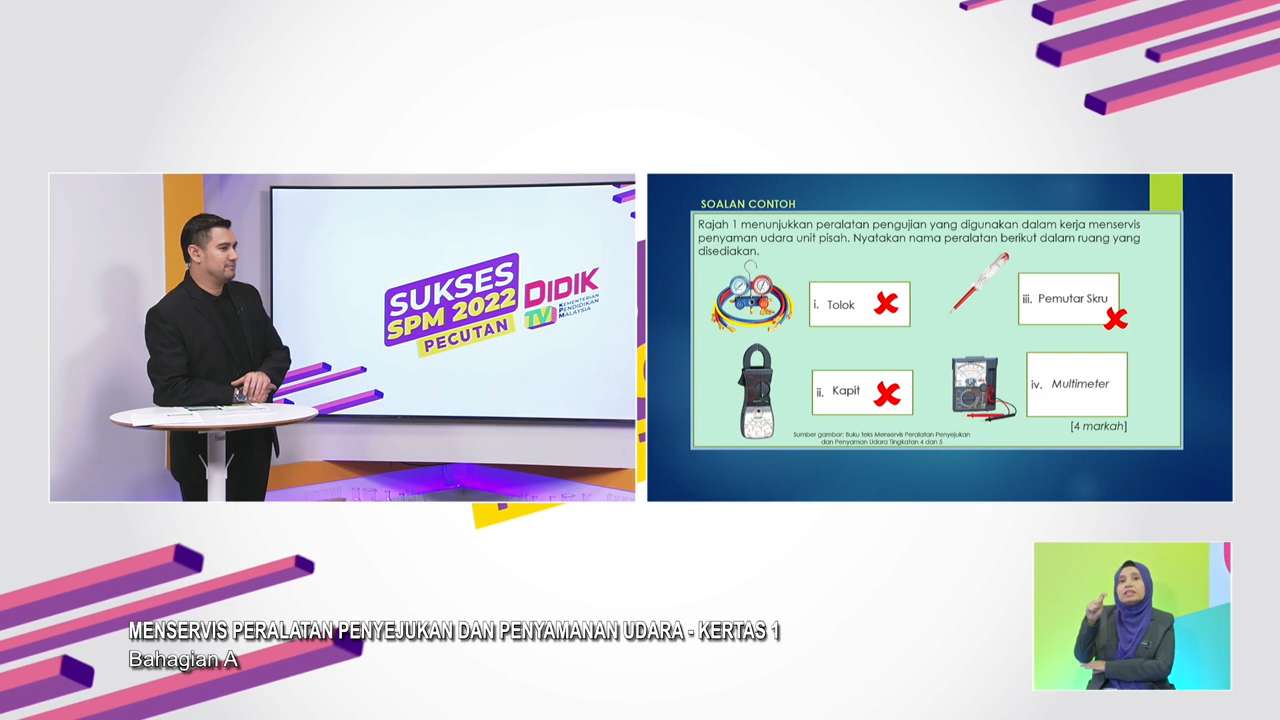 SUKSES
SPM 2022
PECUTAN
DIDIK
TV
KEMENTERIAN
PENDIDIKAN
MALAYSIA
SOALAN CONTOH
Rajah 1 menunjukkan peralatan pengujian yang digunakan dalam kerja menservis
penyaman udara unit pisah. Nyatakan nama peralatan berikut dalam ruang yang
disediakan.
i. Tolok
iii. Pemutar Skru
ii. Kapit
iv. Multimeter
[4 markah]
Sumber gambar: Buku teks Menservis Peralatan Penyejukan
dan Penyaman Udara Tingkatan 4 dan 5
MENSERVIS PERALATAN PENYEJUKAN DAN PENYAMANAN UDARA - KERTAS 1
Bahagian A